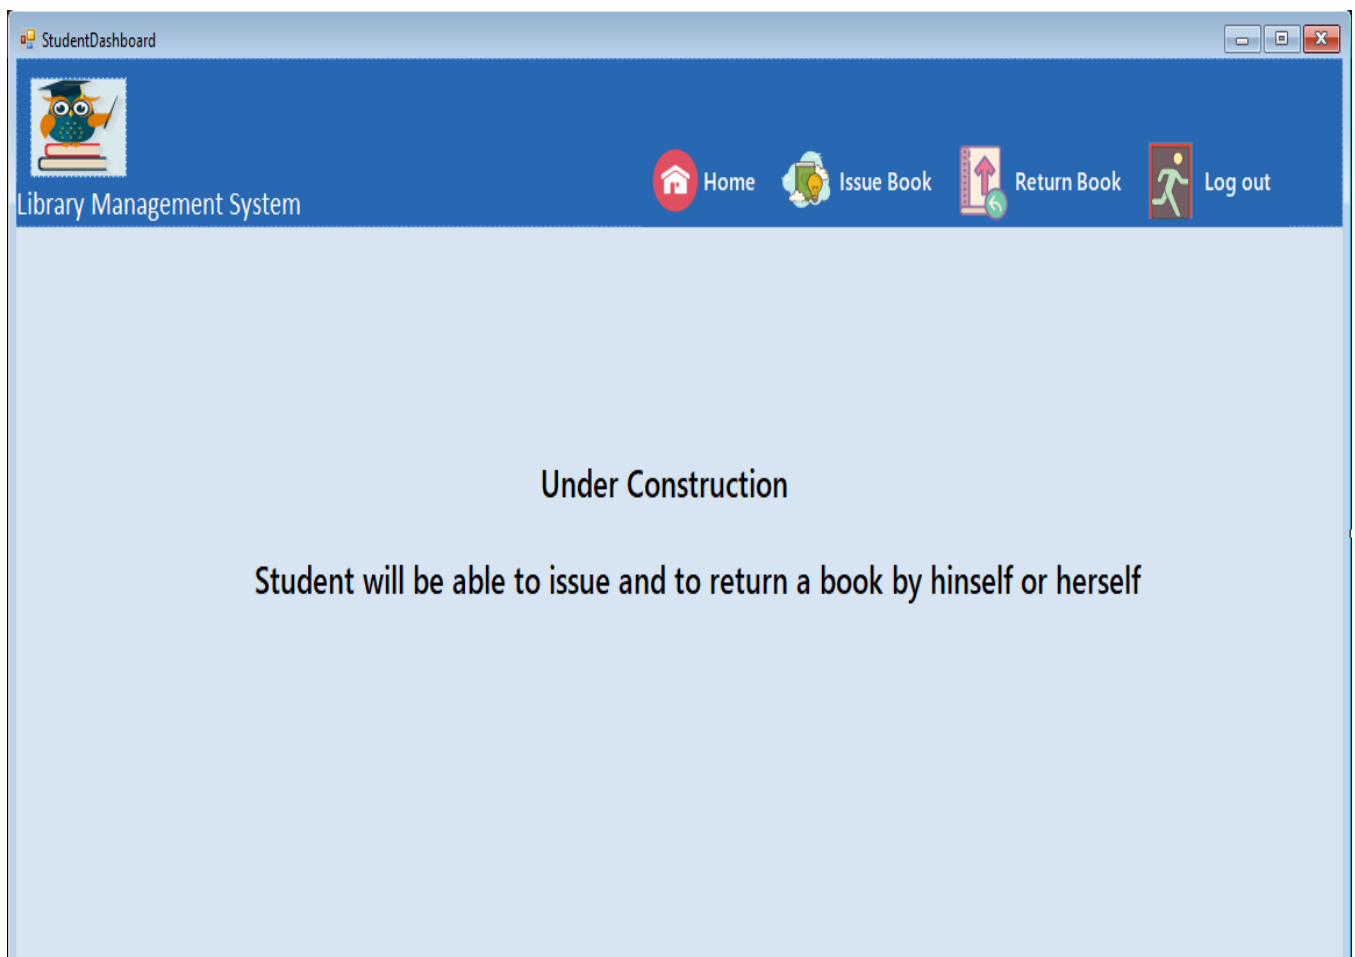 StudentDashboard
Library Management System
Home
Issue Book
Return Book
Log out
Under Construction
Student will be able to issue and to return a book by hinself or herself